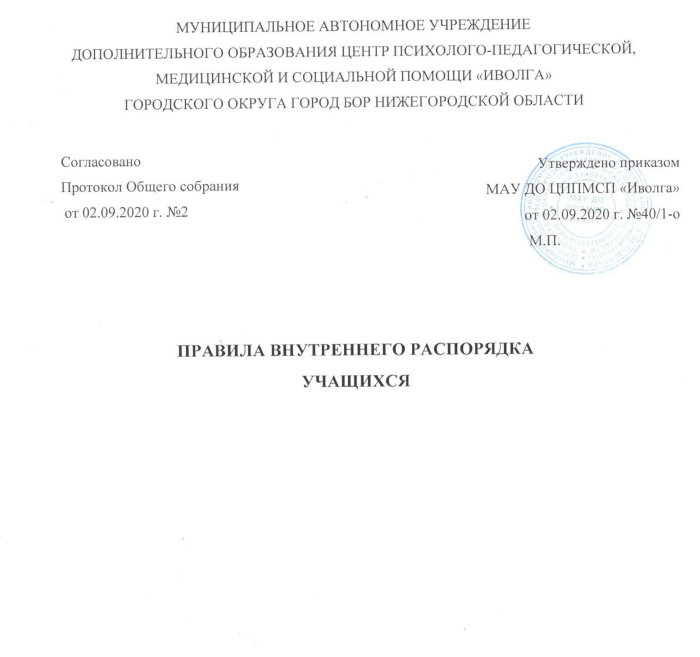 МУНИЦИПАЛЬНОЕ АВТОНОМНОЕ УЧРЕЖДЕНИЕ
ДОПОЛНИТЕЛЬНОГО ОБРАЗОВАНИЯ ЦЕНТР ПСИХОЛОГО-ПЕДАГОГИЧЕСКОЙ,
МЕДИЦИНСКОЙ И СОЦИАЛЬНОЙ ПОМОЩИ «ИВОЛГА»
ГОРОДСКОГО ОКРУГА ГОРОД БОР НИЖЕГОРОДСКОЙ ОБЛАСТИ
Согласовано
Протокол Общего собрания
от 02.09.2020 г. №2
Утверждено приказом
МАУ ДО ЦППМСП «Иволга»
от 02.09.2020 г. №40/1-о
М.П.
МАУ ДО
ПРАВИЛА ВНУТРЕННЕГО РАСПОРЯДКА
УЧАЩИХСЯ